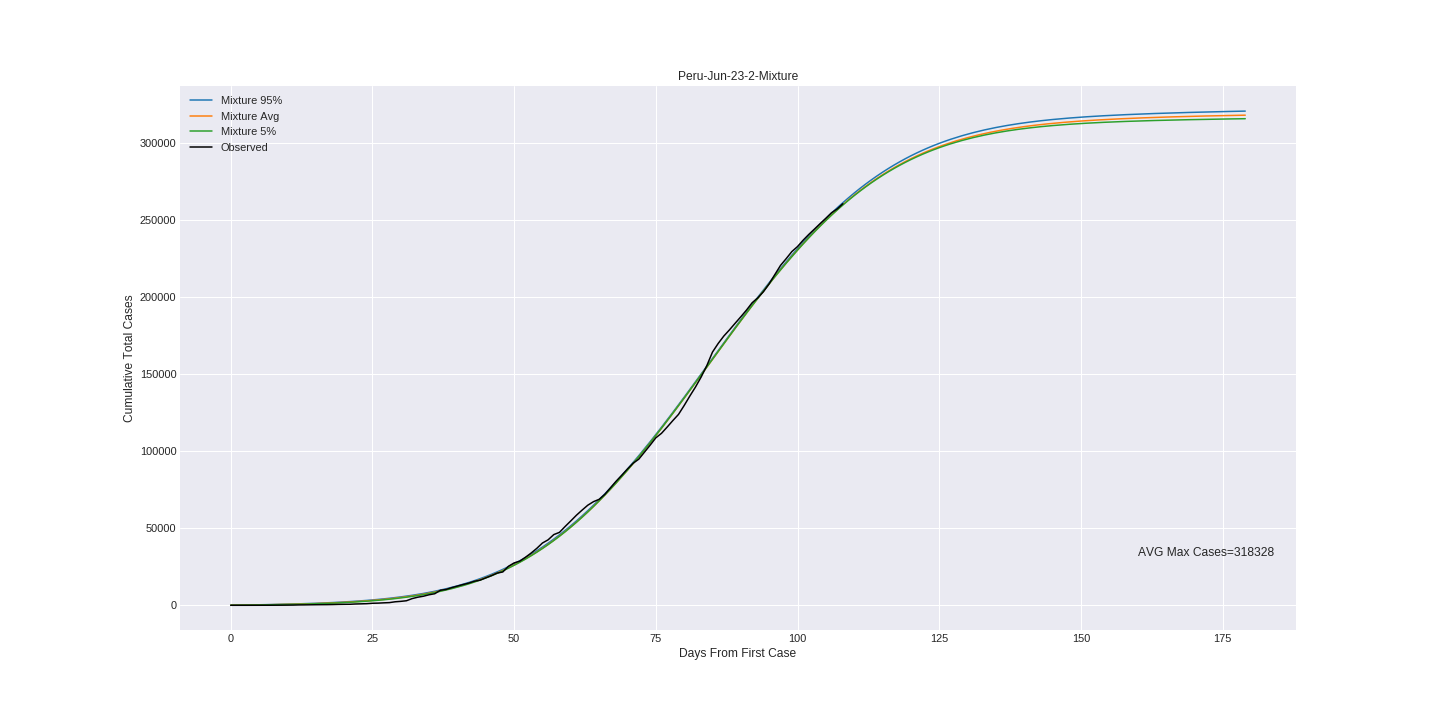 Peru-Jun-23-2-Mixture
Mixture 95%
Mixture Avg
Mixture 5%
Observed
300000
250000
200000
150000
100000
50000
0
Cumulative Total Cases
AVG Max Cases=318328
0 25 50 75 100 125 150 175
Days From First Case